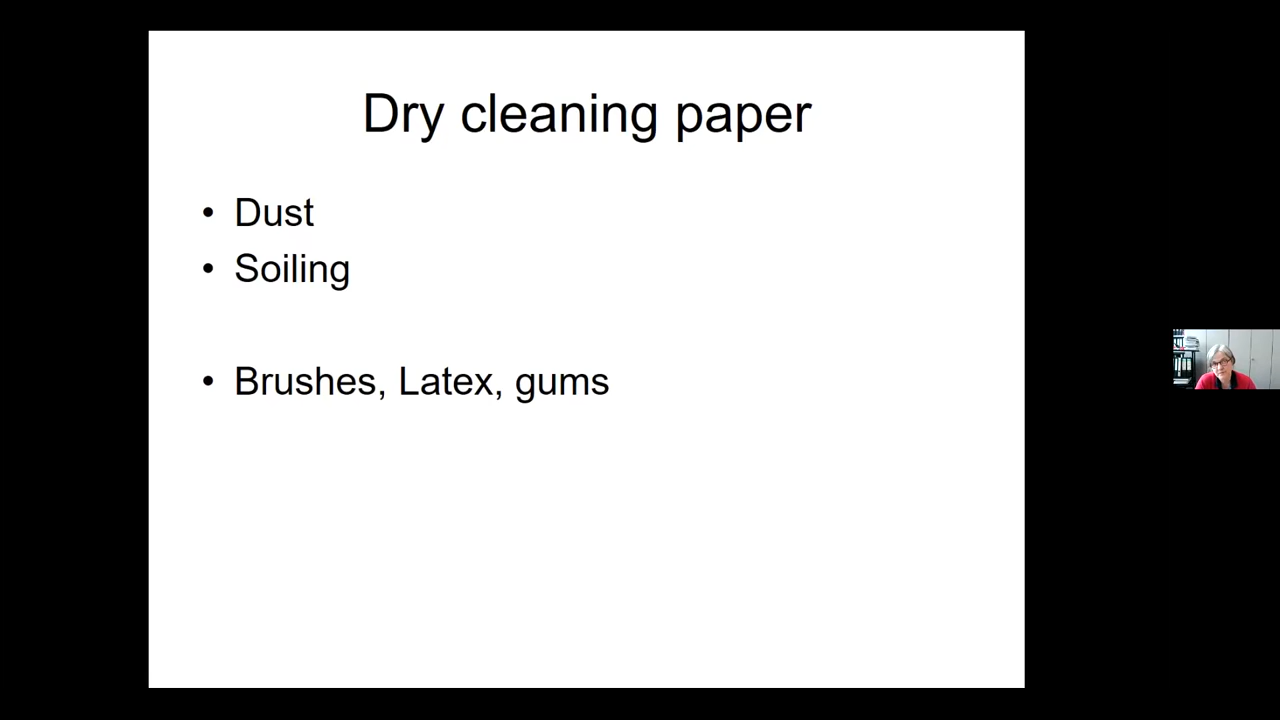 Dry cleaning paper
• Dust
• Soiling
• Brushes, Latex, gums